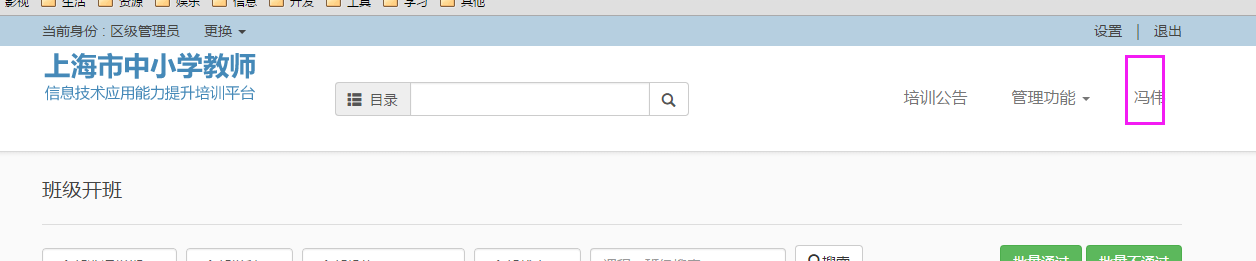 影视 生活 资源 娱乐 信息 开发 工具 学习 其他
当前身份 : 区级管理员 更换 设置 | 退出
上海市中小学教师
信息技术应用能力提升培训平台
目录 培训公告 管理功能 冯伟
班级开班
搜索 批量通过 批量不通过